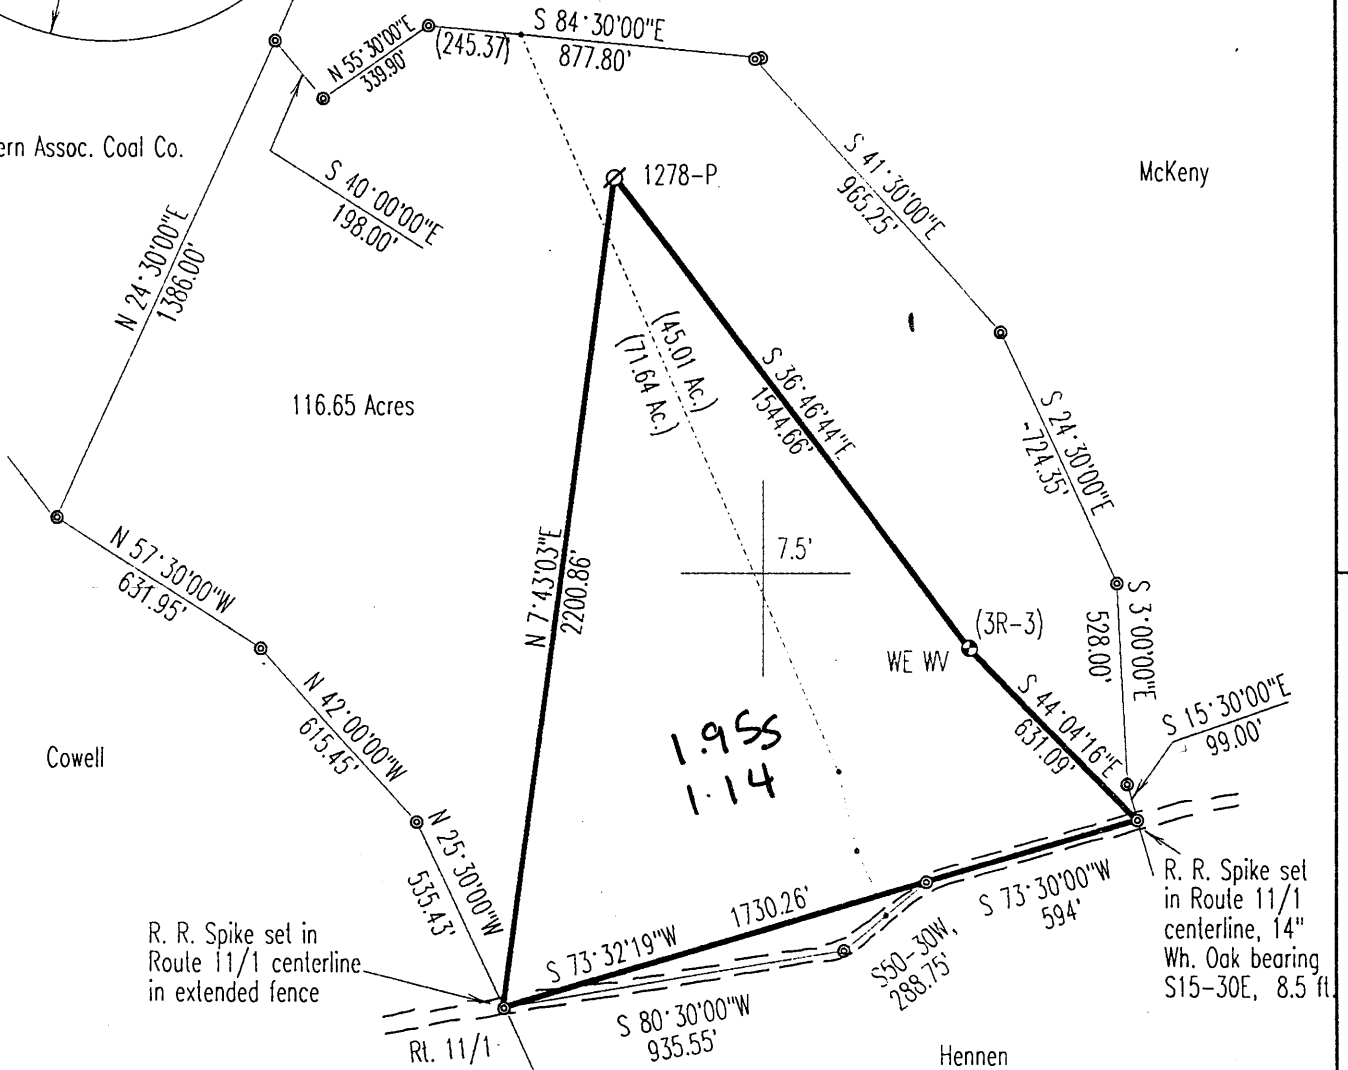 S 84°30'00"E
877.80'
(245.37)
N 55°30'00"E
339.90'
ern Assoc. Coal Co.
S 40°00'00"E
198.00'
1278-P
S 41°30'00"E
965.25'
McKeny
N 24°30'00"E
1386.00'
(45.01 Ac.)
(71.64 Ac.)
S 36°46'44"E
1544.66'
116.65 Acres
S 24°30'00"E
-724.35'
N 57°30'00"W
631.95'
N 7°43'03"E
2200.86'
7.5'
(3R-3)
WE WV
S 3°00'00"E
528.00'
S 44°04'16"E
631.09'
S 15°30'00"E
99.00'
N 42°00'00"W
615.45'
Cowell
1.955
1.14
N 25°30'00"W
535.43'
R. R. Spike set in
Route 11/1 centerline
in extended fence
1730.26'
S 73°32'19"W
S 73°30'00"W
594'
S50-30W,
288.75'
R. R. Spike set
in Route 11/1
centerline, 14"
Wh. Oak bearing
S15-30E, 8.5 ft.
S 80°30'00"W
935.55'
Rt. 11/1
Hennen